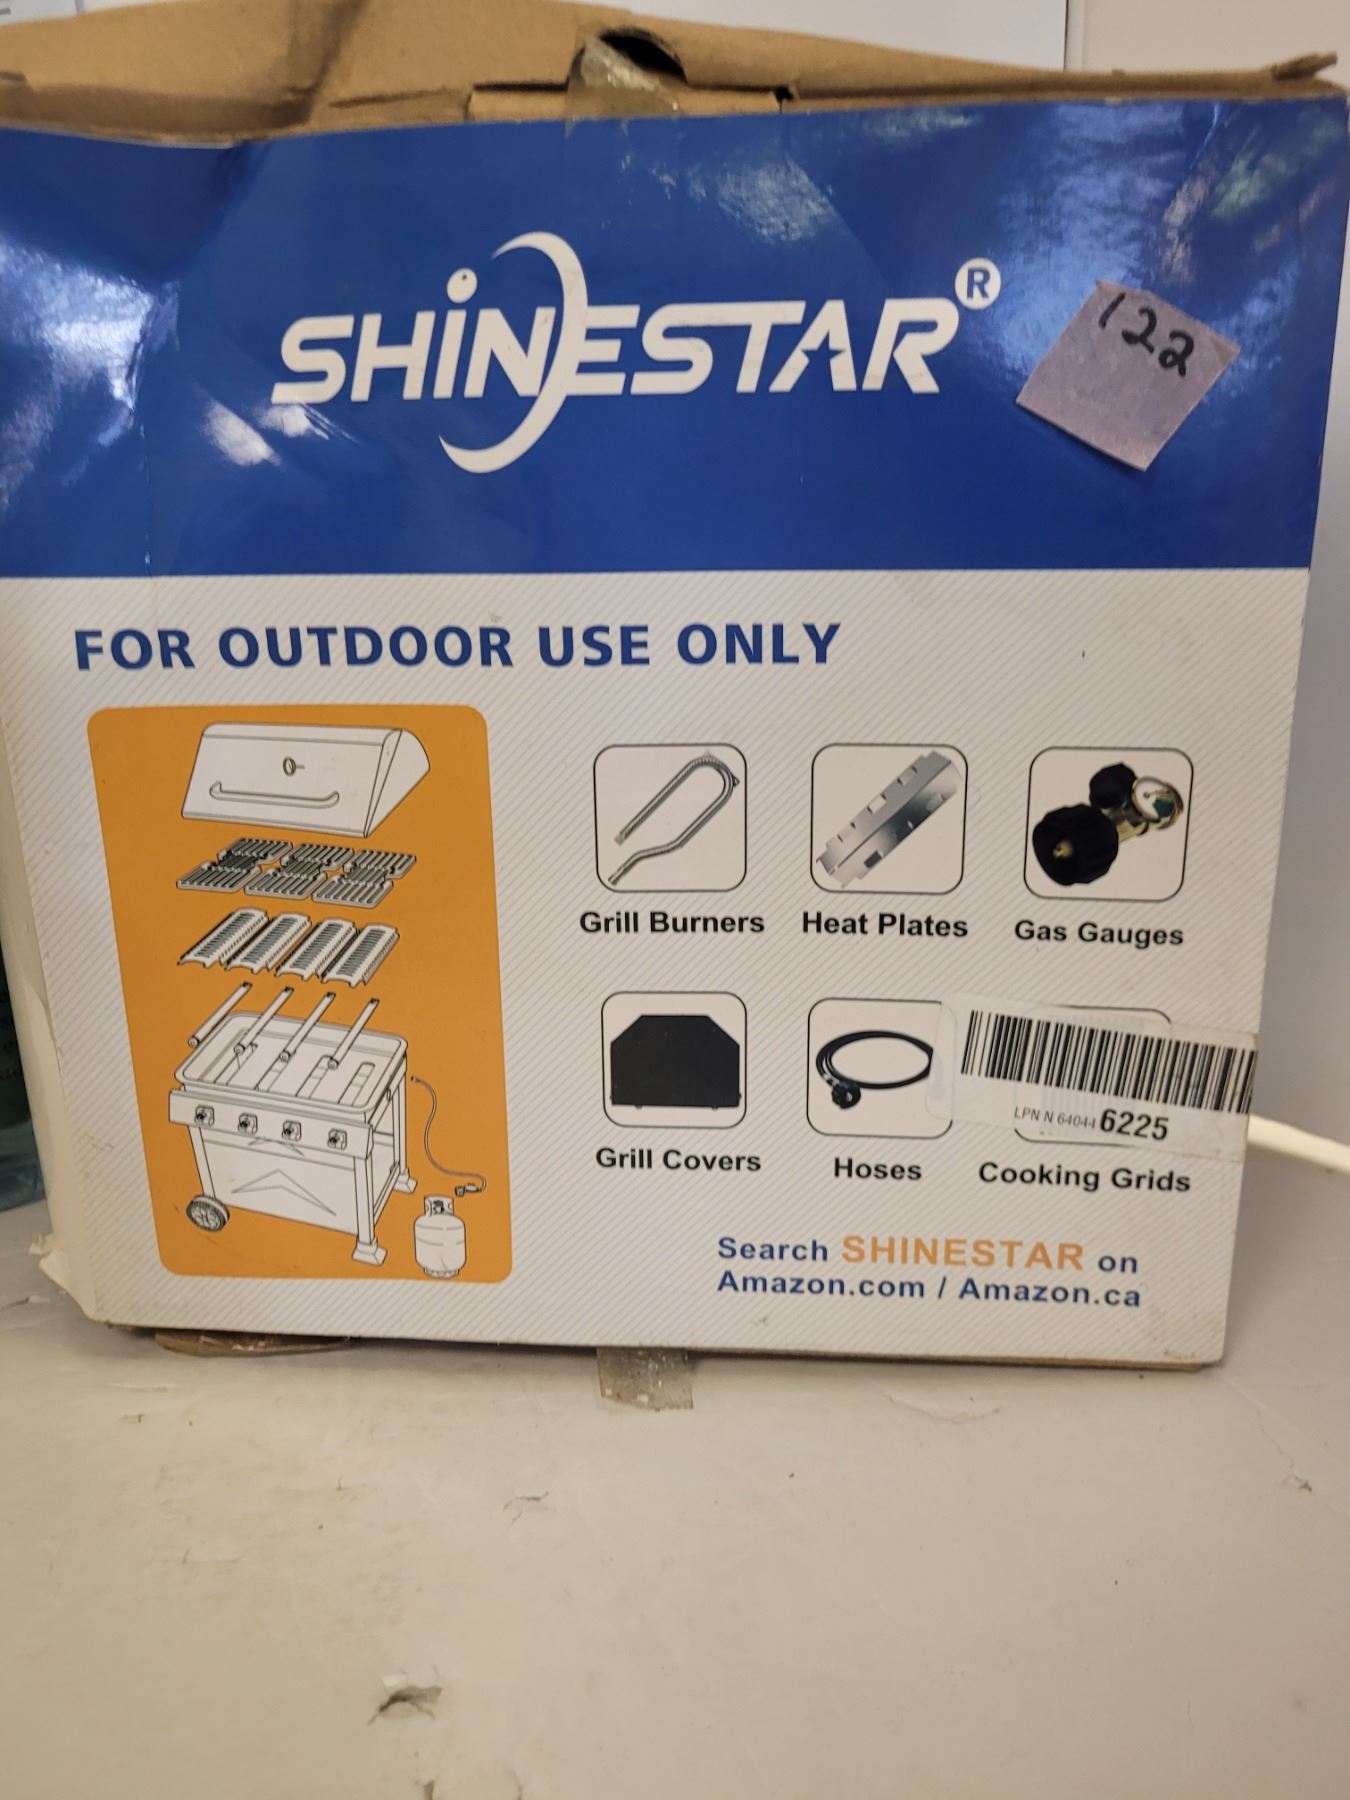 SHINESTAR®
122
FOR OUTDOOR USE ONLY
Grill Burners
Heat Plates
Gas Gauges
Grill Covers
Hoses
Cooking Grids
LPN N 64044 6225
Search SHINESTAR on
Amazon.com / Amazon.ca